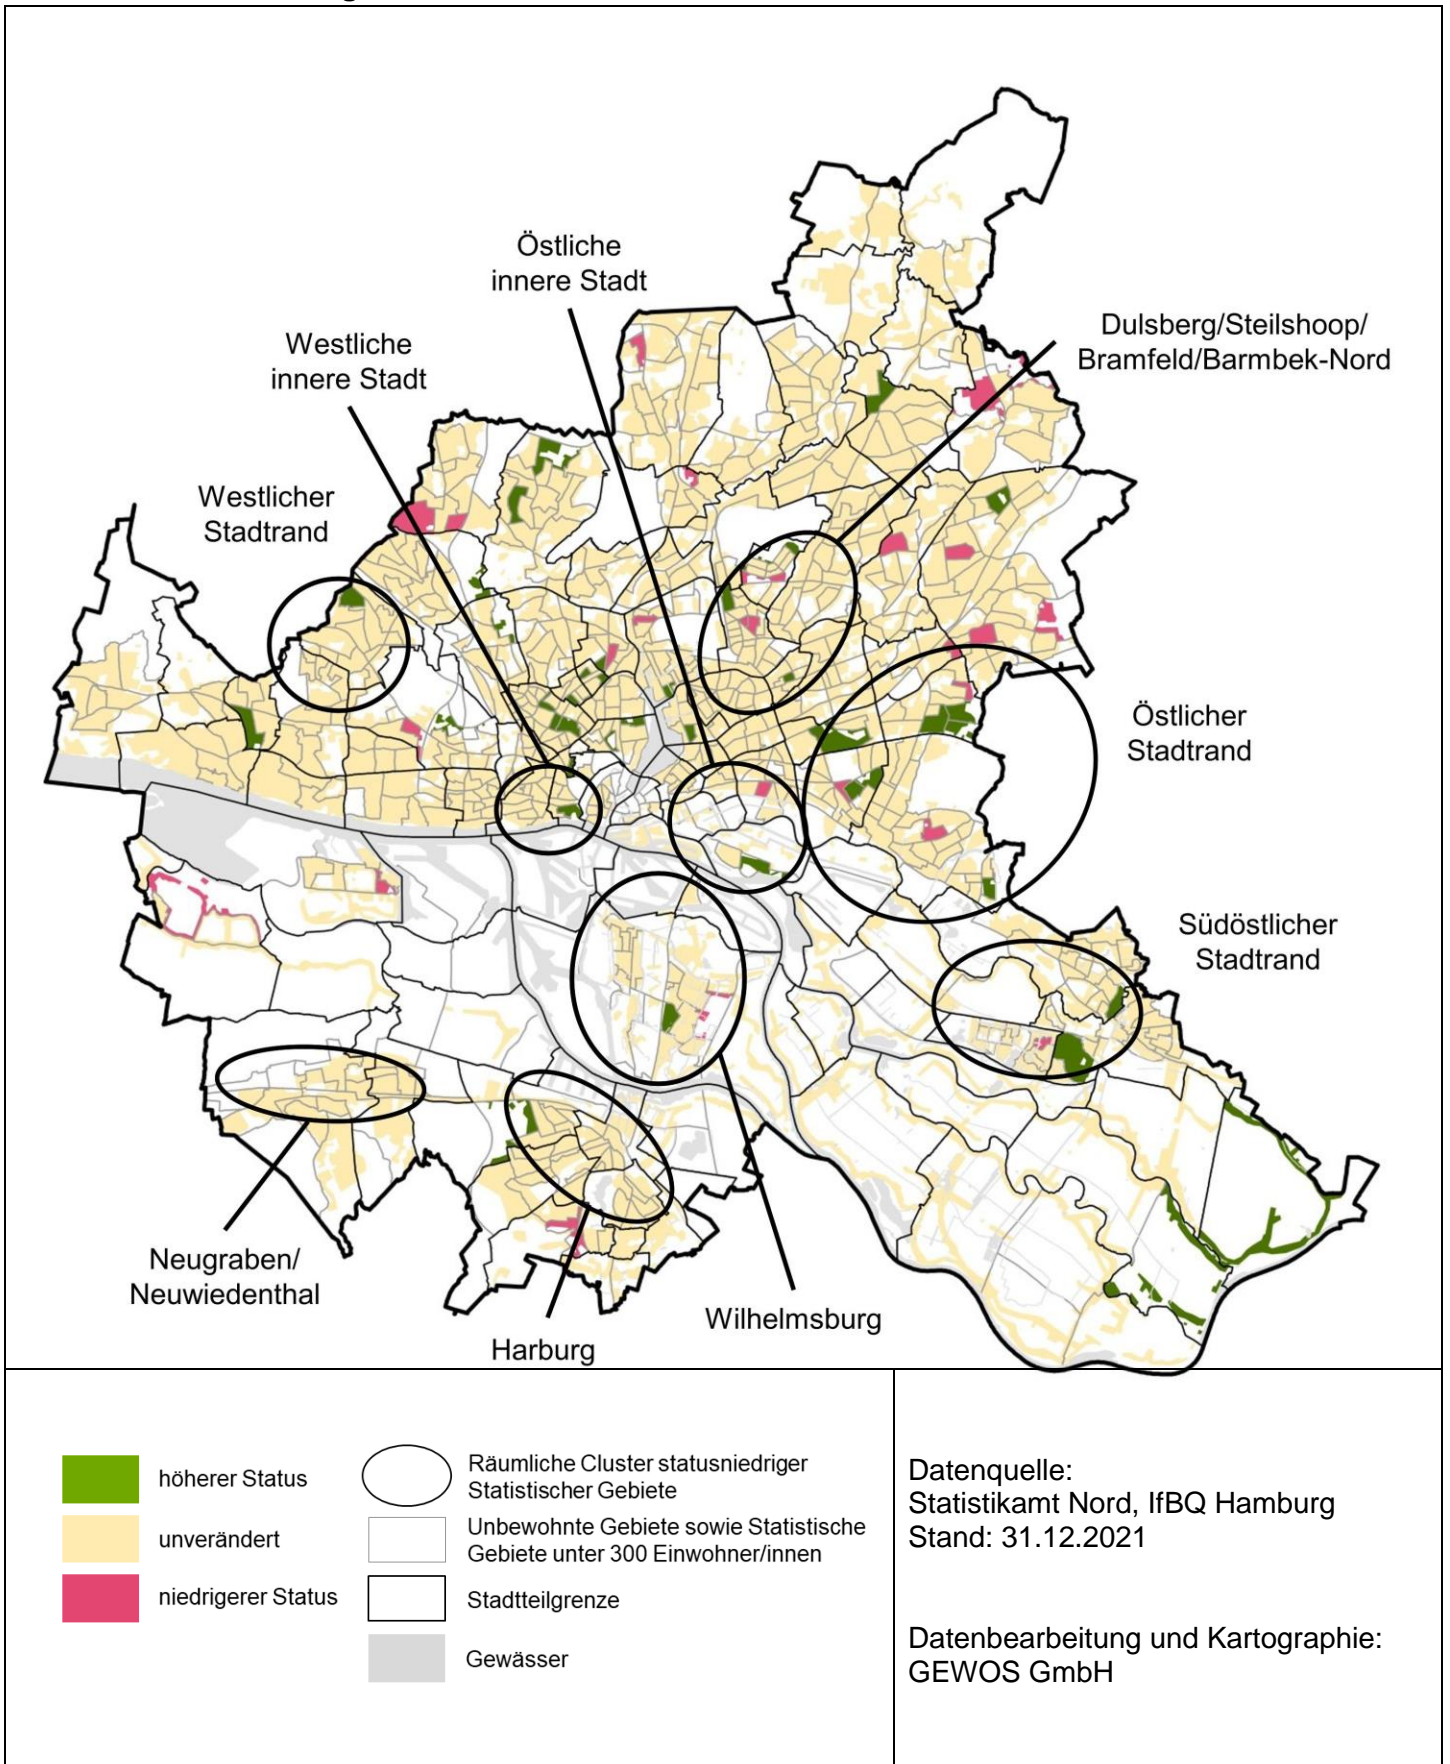 Östliche
innere Stadt
Dulsberg/Steilshoop/
Bramfeld/Barmbek-Nord
Westliche
innere Stadt
Westlicher
Stadtrand
Östlicher
Stadtrand
Südöstlicher
Stadtrand
Neugraben/
Neuwiedenthal
Wilhelmsburg
Harburg
höherer Status
unverändert
niedrigerer Status
Räumliche Cluster statusniedriger
Statistischer Gebiete
Unbewohnte Gebiete sowie Statistische
Gebiete unter 300 Einwohner/innen
Stadtteilgrenze
Gewässer
Datenquelle:
Statistikamt Nord, IfBQ Hamburg
Stand: 31.12.2021
Datenbearbeitung und Kartographie:
GEWOS GmbH